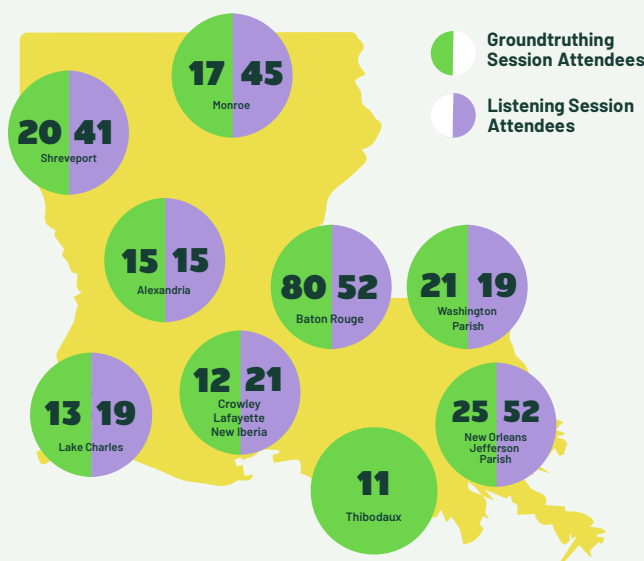 Groundtruthing
Session Attendees
Listening Session
Attendees
17 45
Monroe
20 41
Shreveport
15 15
Alexandria
80 52
Baton Rouge
21 19
Washington
Parish
12 21
Crowley
Lafayette
New Iberia
13 19
Lake Charles
25 52
New Orleans
Jefferson
Parish
11
Thibodaux